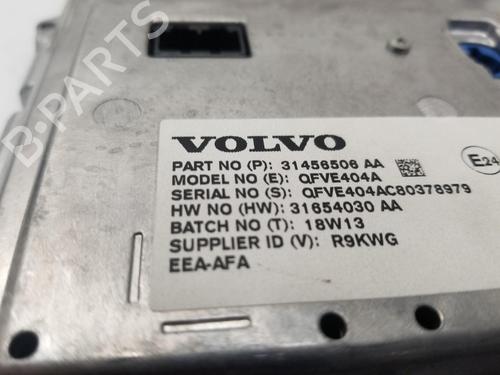 B-PARTS
VOLVO
PART NO (P): 31456506 AA
MODEL NO (E): QFVE404A
SERIAL NO (S): QFVE404AC80378979
HW NO (HW): 31654030 AA
BATCH NO (T): 18W13
SUPPLIER ID (V): R9KWG
EEA-AFA
E24